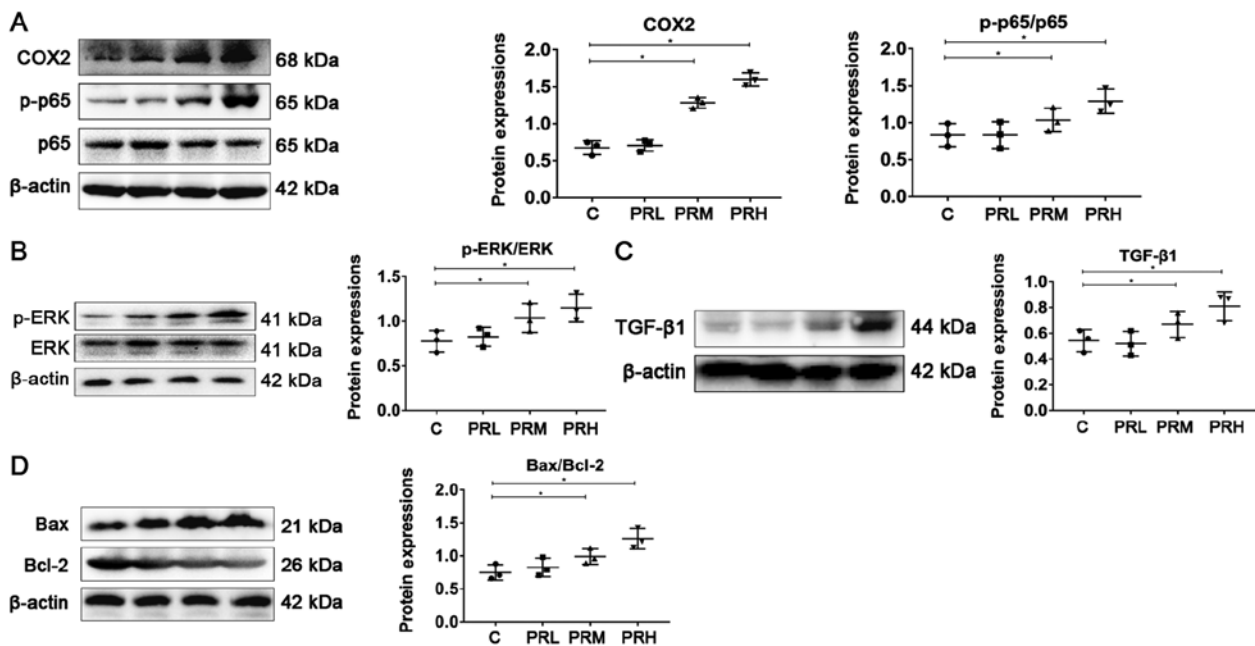 A
COX2
68 kDa
p-p65
65 kDa
p65
65 kDa
β-actin
42 kDa
COX2
Protein expressions
2.0
1.5
1.0
0.5
0.0
*
*
C PRL PRM PRH
p-p65/p65
Protein expressions
2.0
1.5
1.0
0.5
0.0
*
*
C PRL PRM PRH
B
p-ERK
41 kDa
ERK
41 kDa
β-actin
42 kDa
p-ERK/ERK
Protein expressions
1.5
1.0
0.5
0.0
*
*
C PRL PRM PRH
C
TGF-β1
44 kDa
β-actin
42 kDa
TGF-β1
Protein expressions
1.0
0.8
0.6
0.4
0.2
0.0
*
*
C PRL PRM PRH
D
Bax
21 kDa
Bcl-2
26 kDa
β-actin
42 kDa
Bax/Bcl-2
Protein expressions
2.0
1.5
1.0
0.5
0.0
*
*
C PRL PRM PRH